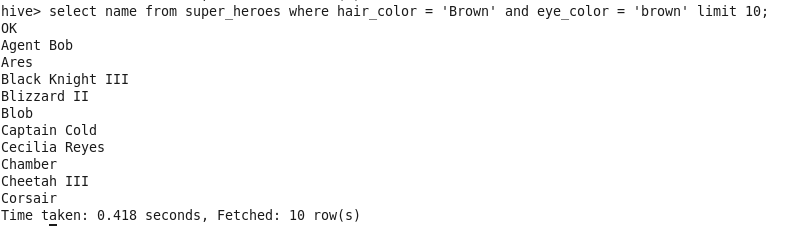 hive> select name from super_heroes where hair_color = 'Brown' and eye_color = 'brown' limit 10;
OK
Agent Bob
Ares
Black Knight III
Blizzard II
Blob
Captain Cold
Cecilia Reyes
Chamber
Cheetah III
Corsair
Time taken: 0.418 seconds, Fetched: 10 row(s)